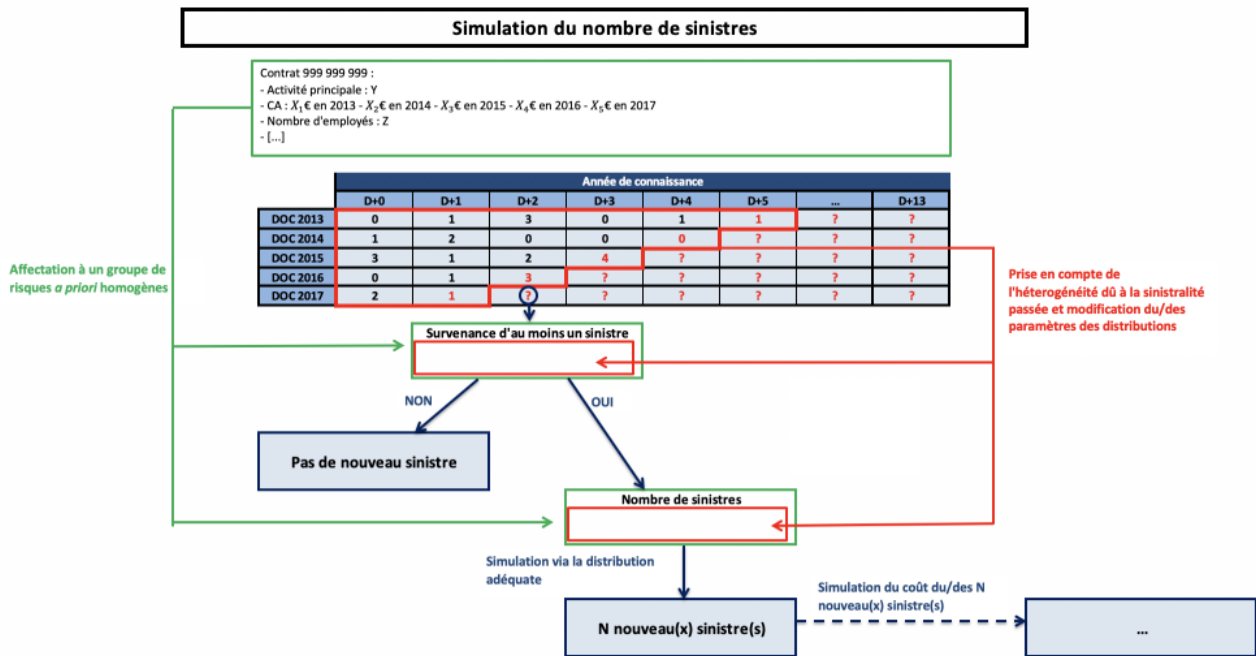 Simulation du nombre de sinistres
Contrat 999 999 999 :
- Activité principale : Y
- CA : X₁€ en 2013 - X₂€ en 2014 - X₃€ en 2015 - X₄€ en 2016 - X₅€ en 2017
- Nombre d'employés : Z
- [...]
Année de connaissance
D+0 D+1 D+2 D+3 D+4 D+5 ... D+13
DOC 2013 0 1 3 0 1 1 ? ?
DOC 2014 1 2 0 0 0 ? ? ?
DOC 2015 3 1 2 4 ? ? ? ?
DOC 2016 0 1 3 ? ? ? ? ?
DOC 2017 2 1 ? ? ? ? ? ?
Affectation à un groupe de
risques a priori homogènes
Prise en compte de
l'hétérogénéité dû à la sinistralité
passée et modification du/des
paramètres des distributions
Survenance d'au moins un sinistre
NON
OUI
Pas de nouveau sinistre
Nombre de sinistres
Simulation via la distribution
adéquate
Simulation du coût du/des N
nouveau(x) sinistre(s)
N nouveau(x) sinistre(s)
...